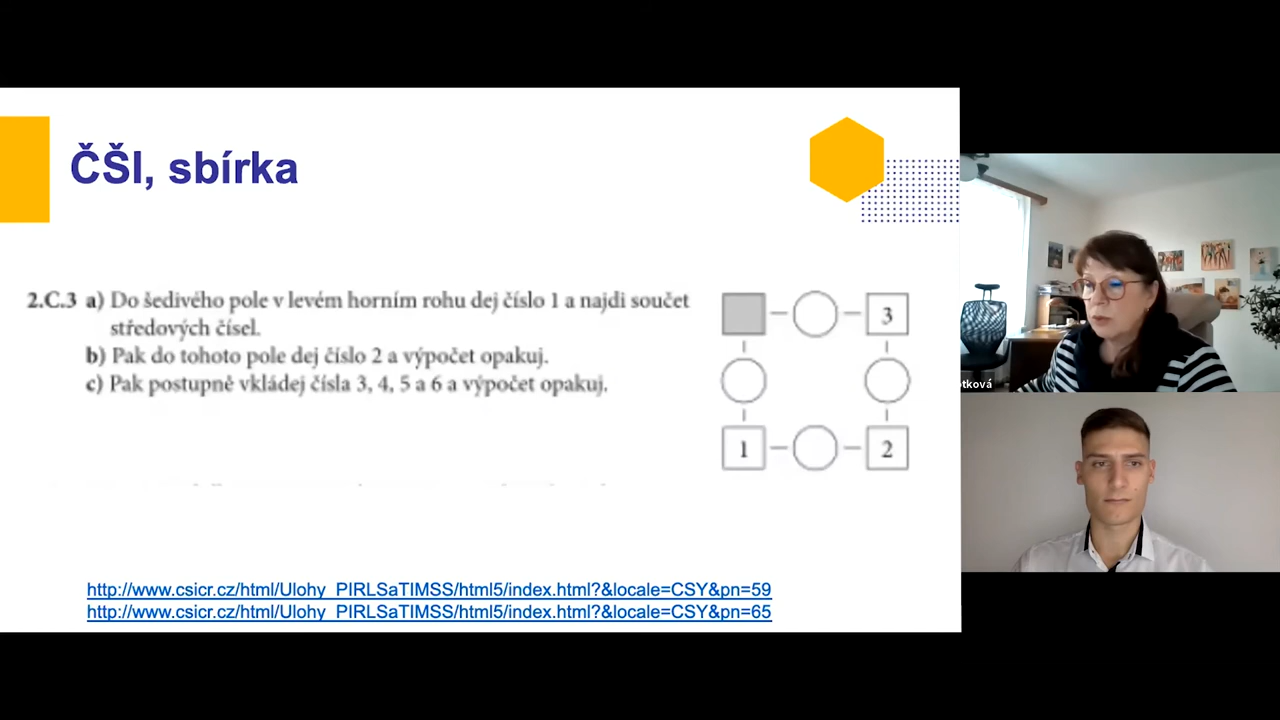 ČŠI, sbírka
2.C.3 a) Do šedivého pole v levém horním rohu dej číslo 1 a najdi součet
středových čísel.
b) Pak do tohoto pole dej číslo 2 a výpočet opakuj.
c) Pak postupně vkládej čísla 3, 4, 5 a 6 a výpočet opakuj.
3
1
2
http://www.csicr.cz/html/Ulohy_PIRLSaTIMSS/html5/index.html?&locale=CSY&pn=59
http://www.csicr.cz/html/Ulohy_PIRLSaTIMSS/html5/index.html?&locale=CSY&pn=65